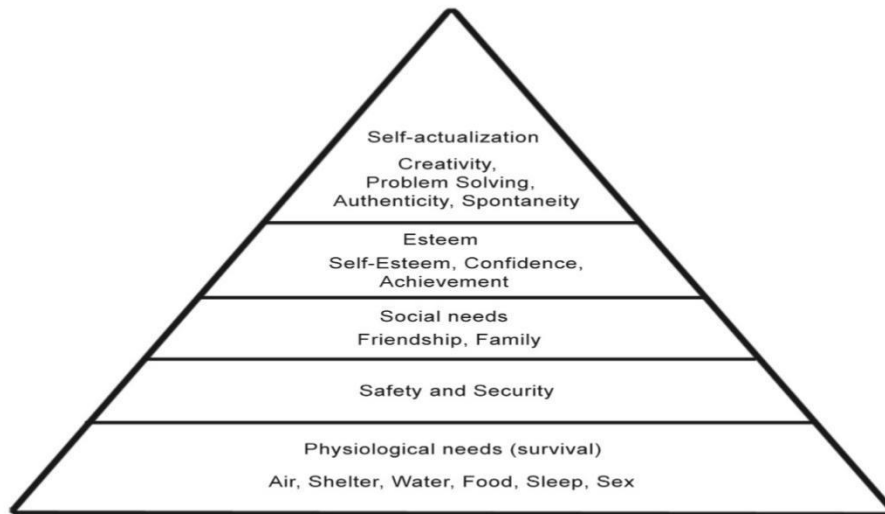 Self-actualization
Creativity,
Problem Solving,
Authenticity, Spontaneity
Esteem
Self-Esteem, Confidence,
Achievement
Social needs
Friendship, Family
Safety and Security
Physiological needs (survival)
Air, Shelter, Water, Food, Sleep, Sex